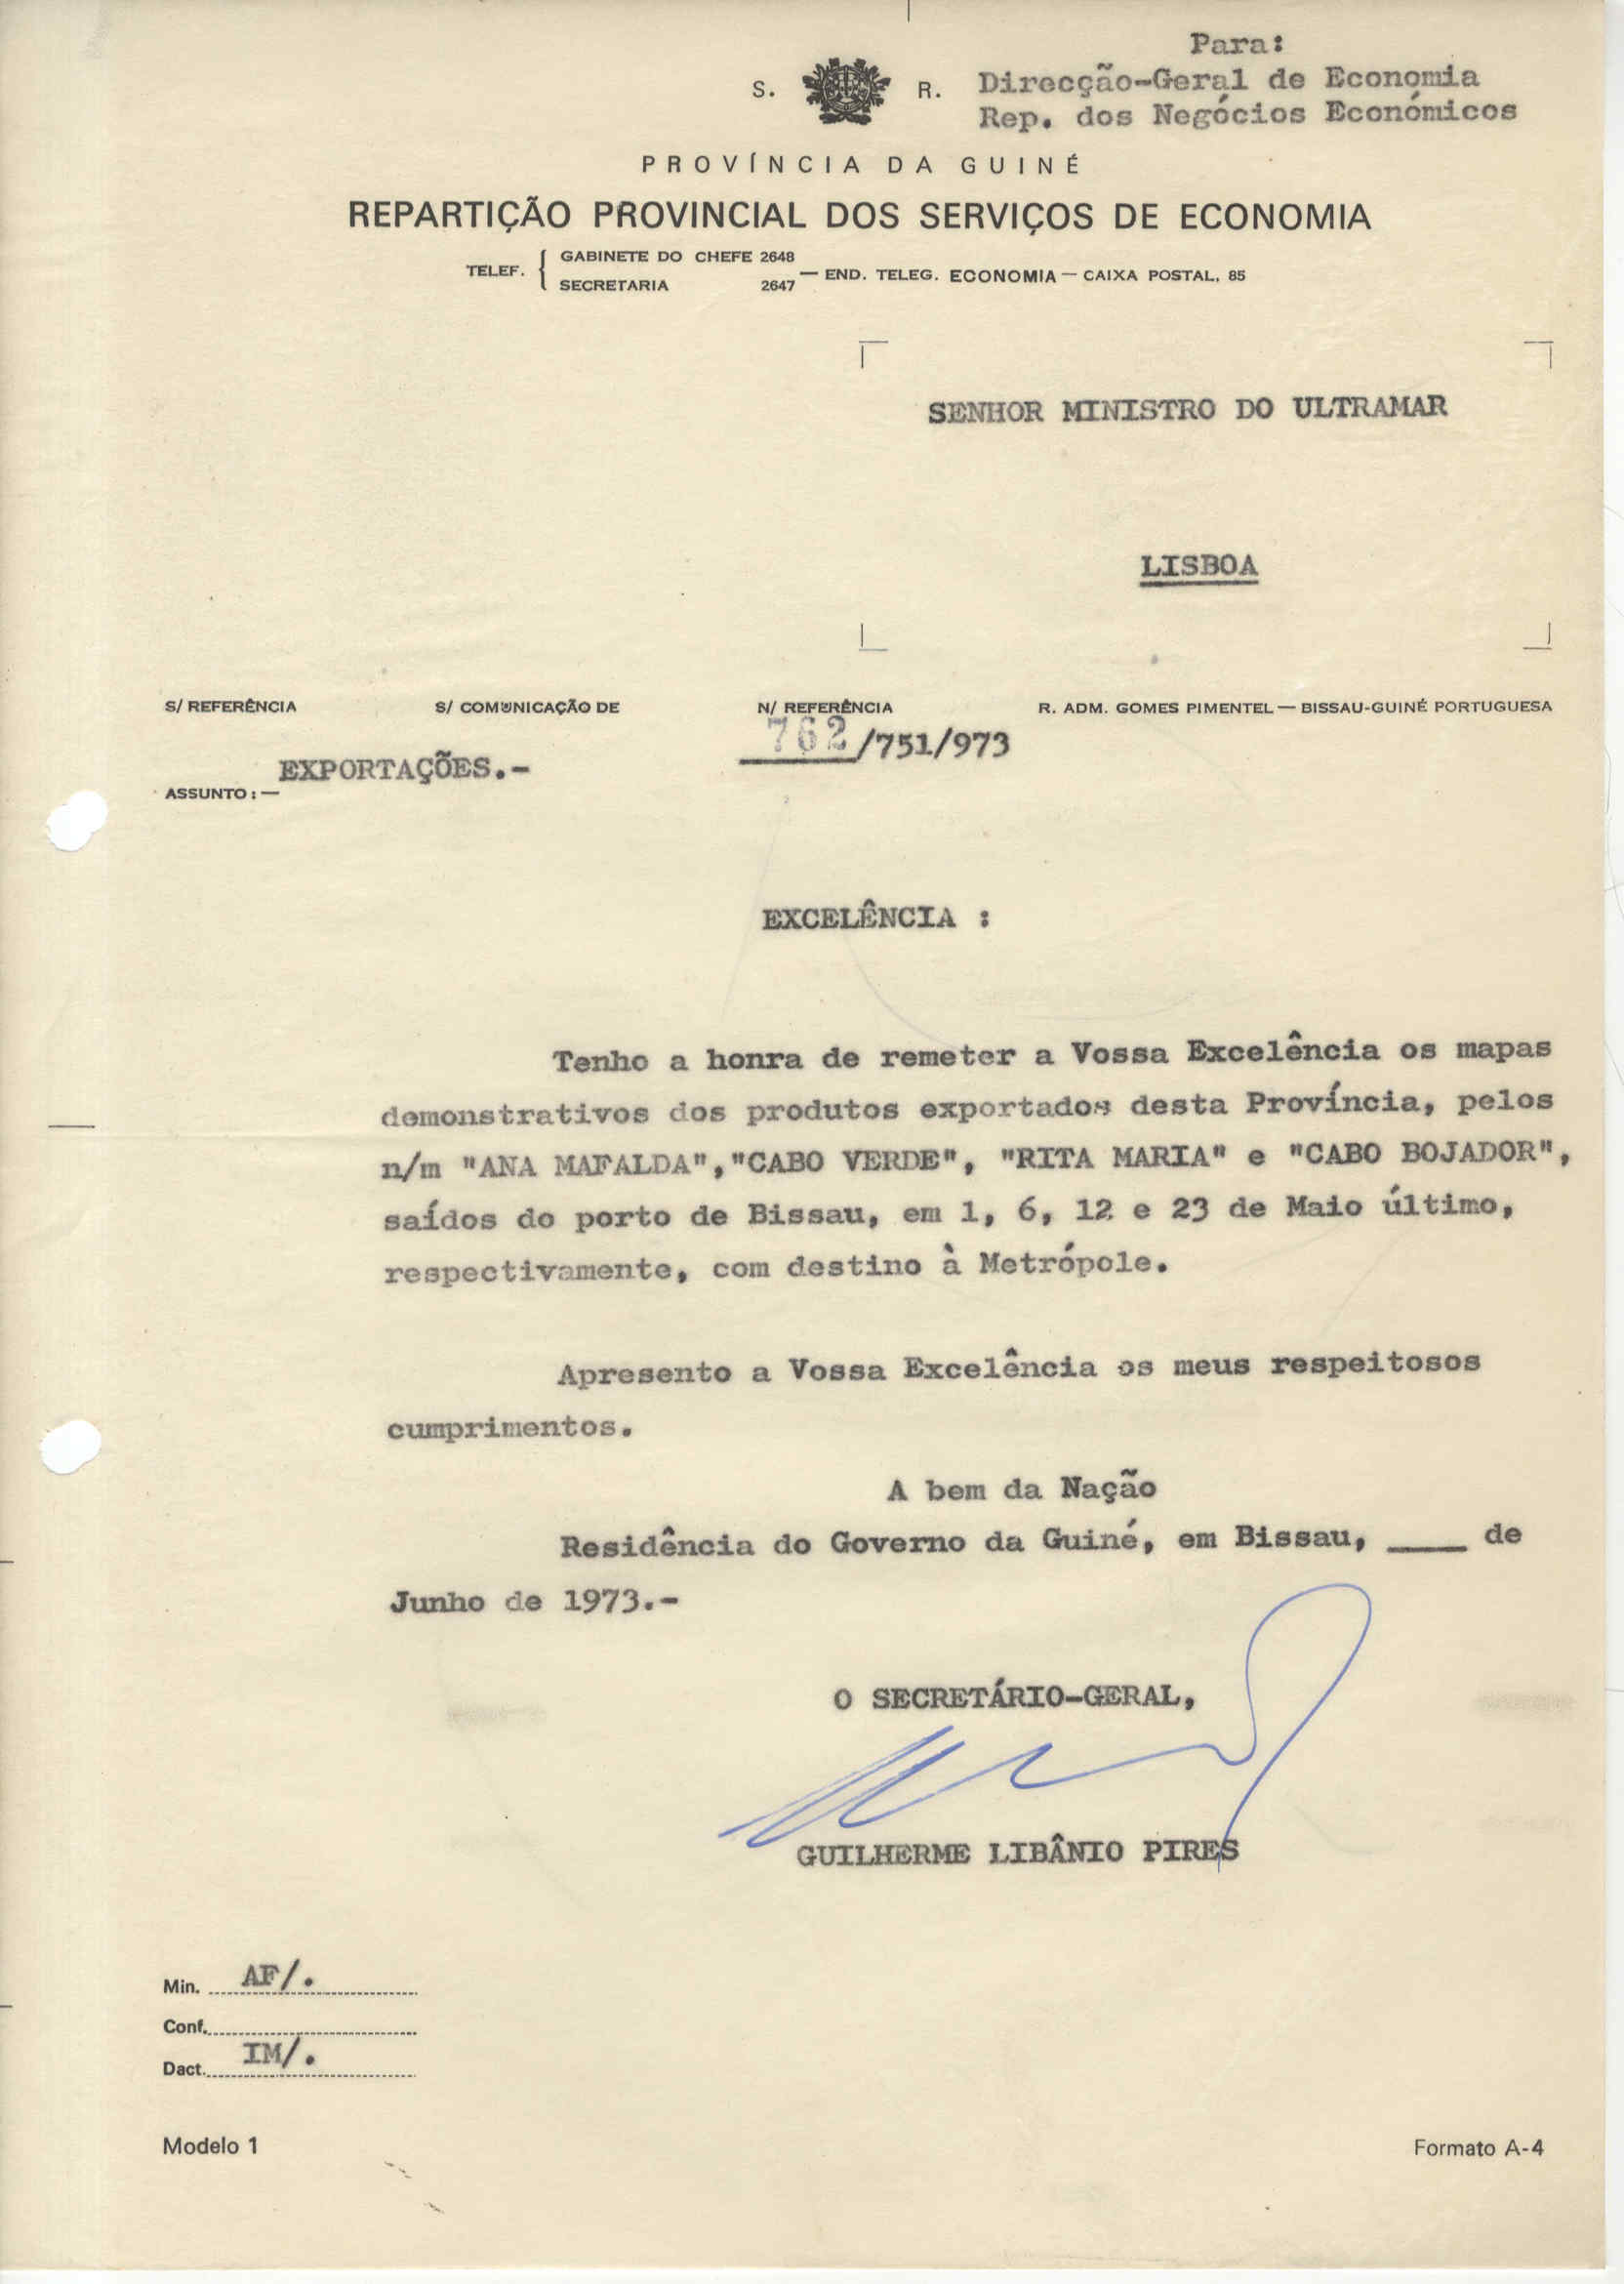 Para:
Direcção-Geral de Economia
Rep. dos Negócios Económicos
S. R.
PROVÍNCIA DA GUINÉ
REPARTIÇÃO PROVINCIAL DOS SERVIÇOS DE ECONOMIA
TELEF. { GABINETE DO CHEFE 2648
SECRETARIA 2647 — END. TELEG. ECONOMIA — CAIXA POSTAL, 85
SENHOR MINISTRO DO ULTRAMAR
LISBOA
S/ REFERÊNCIA S/ COMUNICAÇÃO DE N/ REFERÊNCIA R. ADM. GOMES PIMENTEL — BISSAU-GUINÉ PORTUGUESA
762/751/973
ASSUNTO: — EXPORTAÇÕES.-
EXCELÊNCIA :
Tenho a honra de remeter a Vossa Excelência os mapas
demonstrativos dos produtos exportados desta Província, pelos
n/m "ANA MAFALDA","CABO VERDE", "RITA MARIA" e "CABO BOJADOR",
saídos do porto de Bissau, em 1, 6, 12 e 23 de Maio último,
respectivamente, com destino à Metrópole.
Apresento a Vossa Excelência os meus respeitosos
cumprimentos.
A bem da Nação
Residência do Governo da Guiné, em Bissau, ____ de
Junho de 1973.-
O SECRETÁRIO-GERAL,
GUILHERME LIBÂNIO PIRES
Min. AF/.
Conf.
Dact. IM/.
Modelo 1 Formato A-4